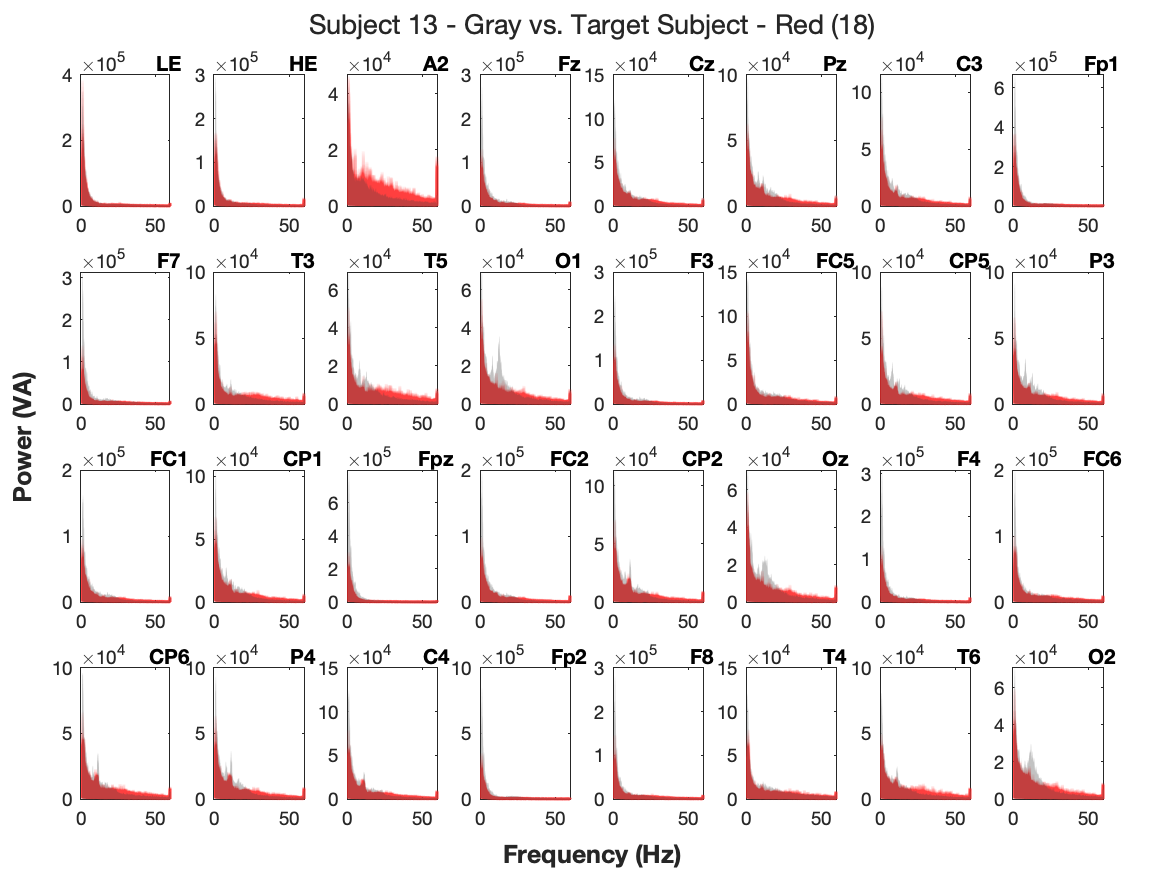 Subject 13 - Gray vs. Target Subject - Red (18)
×10^5 LE ×10^5 HE ×10^4 A2 ×10^5 Fz ×10^4 Cz ×10^4 Pz ×10^4 C3 ×10^5 Fp1
4 3 4 3 15 10 10 6
2 2 2 2 10 5 5 4
1 1 5 2
0 0 0 0 0 0 0 0
0 50 0 50 0 50 0 50 0 50 0 50 0 50 0 50
×10^5 F7 ×10^4 T3 ×10^4 T5 ×10^4 O1 ×10^5 F3 ×10^4 FC5 ×10^4 CP5 ×10^4 P3
3 10 6 6 3 15 10 10
2 5 4 4 2 10 5 5
1 2 2 1 5
0 0 0 0 0 0 0 0
0 50 0 50 0 50 0 50 0 50 0 50 0 50 0 50
Power (VA)
×10^5 FC1 ×10^4 CP1 ×10^5 Fpz ×10^5 FC2 ×10^4 CP2 ×10^4 Oz ×10^5 F4 ×10^5 FC6
2 10 6 2 10 6 3 2
1 5 4 1 5 4 2 1
2 2 1
0 0 0 0 0 0 0 0
0 50 0 50 0 50 0 50 0 50 0 50 0 50 0 50
×10^4 CP6 ×10^4 P4 ×10^4 C4 ×10^5 Fp2 ×10^5 F8 ×10^4 T4 ×10^4 T6 ×10^4 O2
10 10 15 10 3 15 10 6
5 5 10 5 2 10 5 4
5 1 5 2
0 0 0 0 0 0 0 0
0 50 0 50 0 50 0 50 0 50 0 50 0 50 0 50
Frequency (Hz)